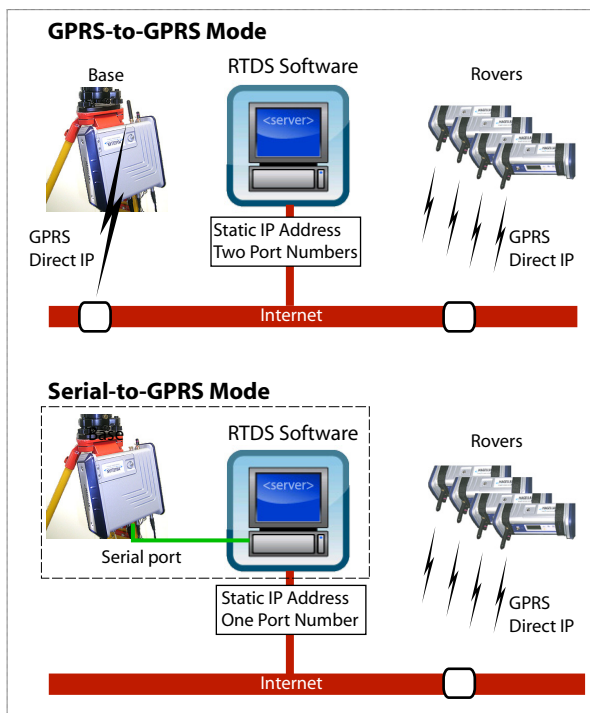 GPRS-to-GPRS Mode
Base
RTDS Software
Rovers
<server>
GPRS
Direct IP
Static IP Address
Two Port Numbers
GPRS
Direct IP
Internet
Serial-to-GPRS Mode
Base
RTDS Software
Rovers
<server>
Serial port
Static IP Address
One Port Number
GPRS
Direct IP
Internet